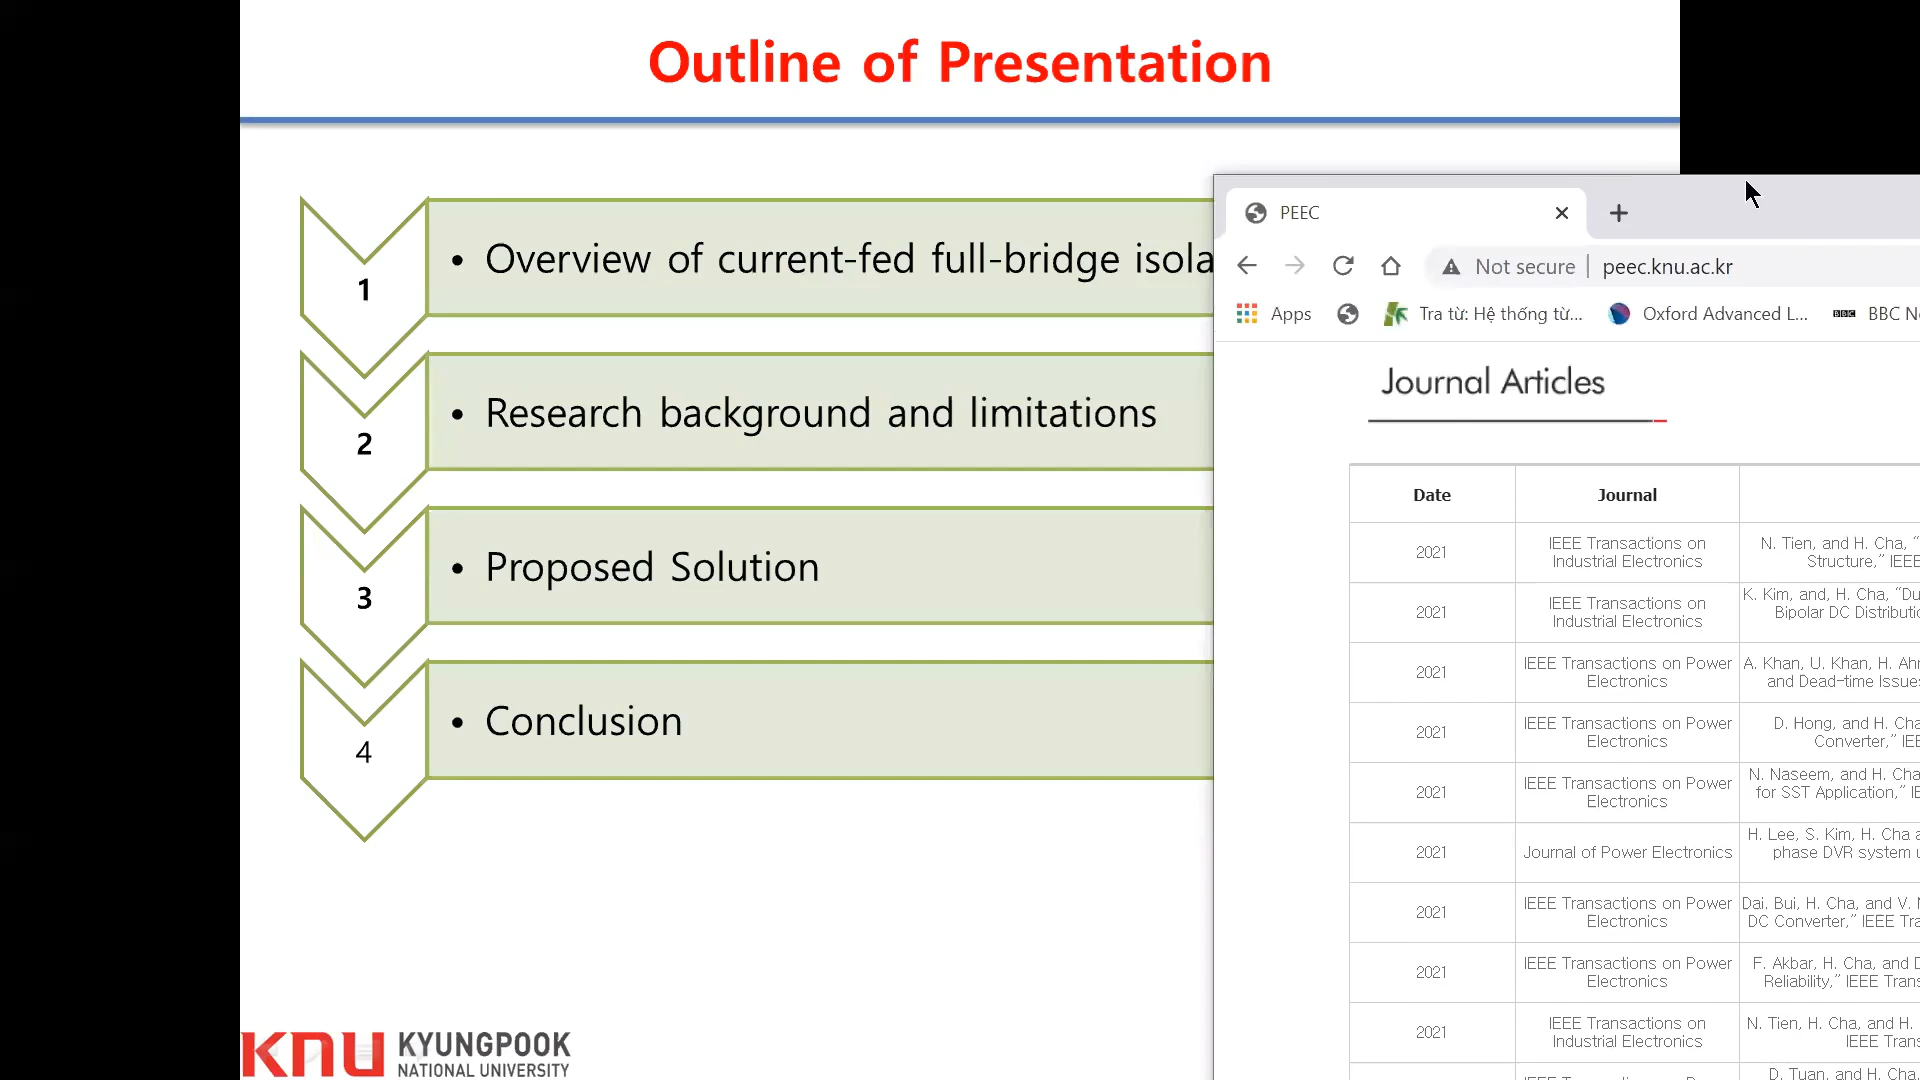 Outline of Presentation
1
• Overview of current-fed full-bridge isola
2
• Research background and limitations
3
• Proposed Solution
4
• Conclusion
KNU KYUNGPOOK
NATIONAL UNIVERSITY
PEEC
Not secure | peec.knu.ac.kr
Apps Tra từ: Hệ thống từ... Oxford Advanced L... BBC N
Journal Articles
Date Journal
2021 IEEE Transactions on
Industrial Electronics
N. Tien, and H. Cha, “
Structure,” IEEE
2021 IEEE Transactions on
Industrial Electronics
K. Kim, and, H. Cha, “Du
Bipolar DC Distributio
2021 IEEE Transactions on Power
Electronics
A. Khan, U. Khan, H. Ahm
and Dead-time Issues
2021 IEEE Transactions on Power
Electronics
D. Hong, and H. Cha
Converter,” IEE
2021 IEEE Transactions on Power
Electronics
N. Naseem, and H. Cha
for SST Application,” IE
2021 Journal of Power Electronics
H. Lee, S. Kim, H. Cha a
phase DVR system u
2021 IEEE Transactions on Power
Electronics
Dai. Bui, H. Cha, and V.
DC Converter,” IEEE Tra
2021 IEEE Transactions on Power
Electronics
F. Akbar, H. Cha, and D
Reliability,” IEEE Trans
2021 IEEE Transactions on
Industrial Electronics
N. Tien, H. Cha, and H.
IEEE Trans
D. Tuan, and H. Cha,